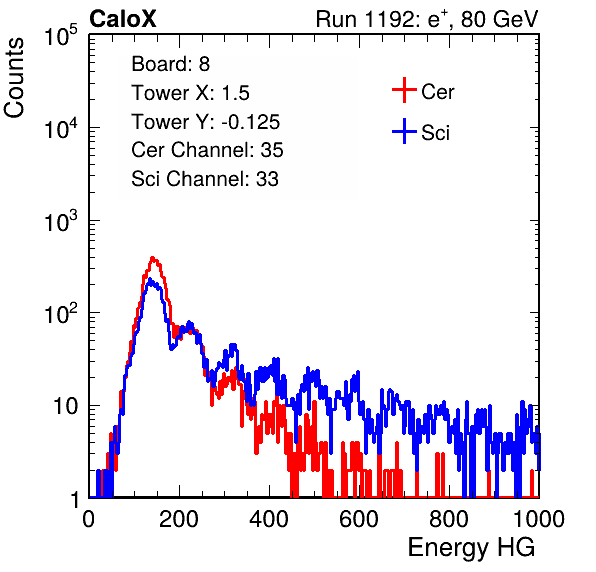 CaloX Run 1192: e⁺, 80 GeV
Counts
10⁵
10⁴
10³
10²
10
1
Board: 8
Tower X: 1.5
Tower Y: -0.125
Cer Channel: 35
Sci Channel: 33
Cer
Sci
0 200 400 600 800 1000
Energy HG